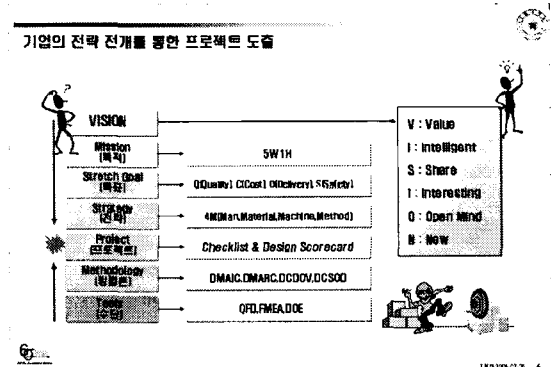 기업의 전략 전개를 통한 프로젝트 도출
VISION
V : Value
I : Intelligent
S : Share
I : Interesting
O : Open Mind
N : New
Mission
(목적)
5W1H
Stretch Goal
(목표)
Q(Quality) C(Cost) D(Delivery) S(Safety)
Strategy
(전략)
4M(Man,Material,Machine,Method)
Project
(프로젝트)
Checklist & Design Scorecard
Methodology
(방법론)
DMAIC,DMARC,DCDOV,DCSOD
Tools
(수단)
QFD,FMEA,DOE
6